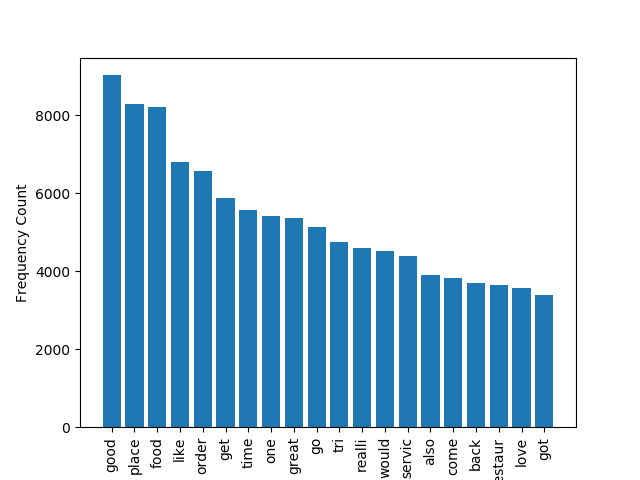 Frequency Count
8000
6000
4000
2000
0
good
place
food
like
order
get
time
one
great
go
tri
realli
would
servic
also
come
back
estaur
love
got